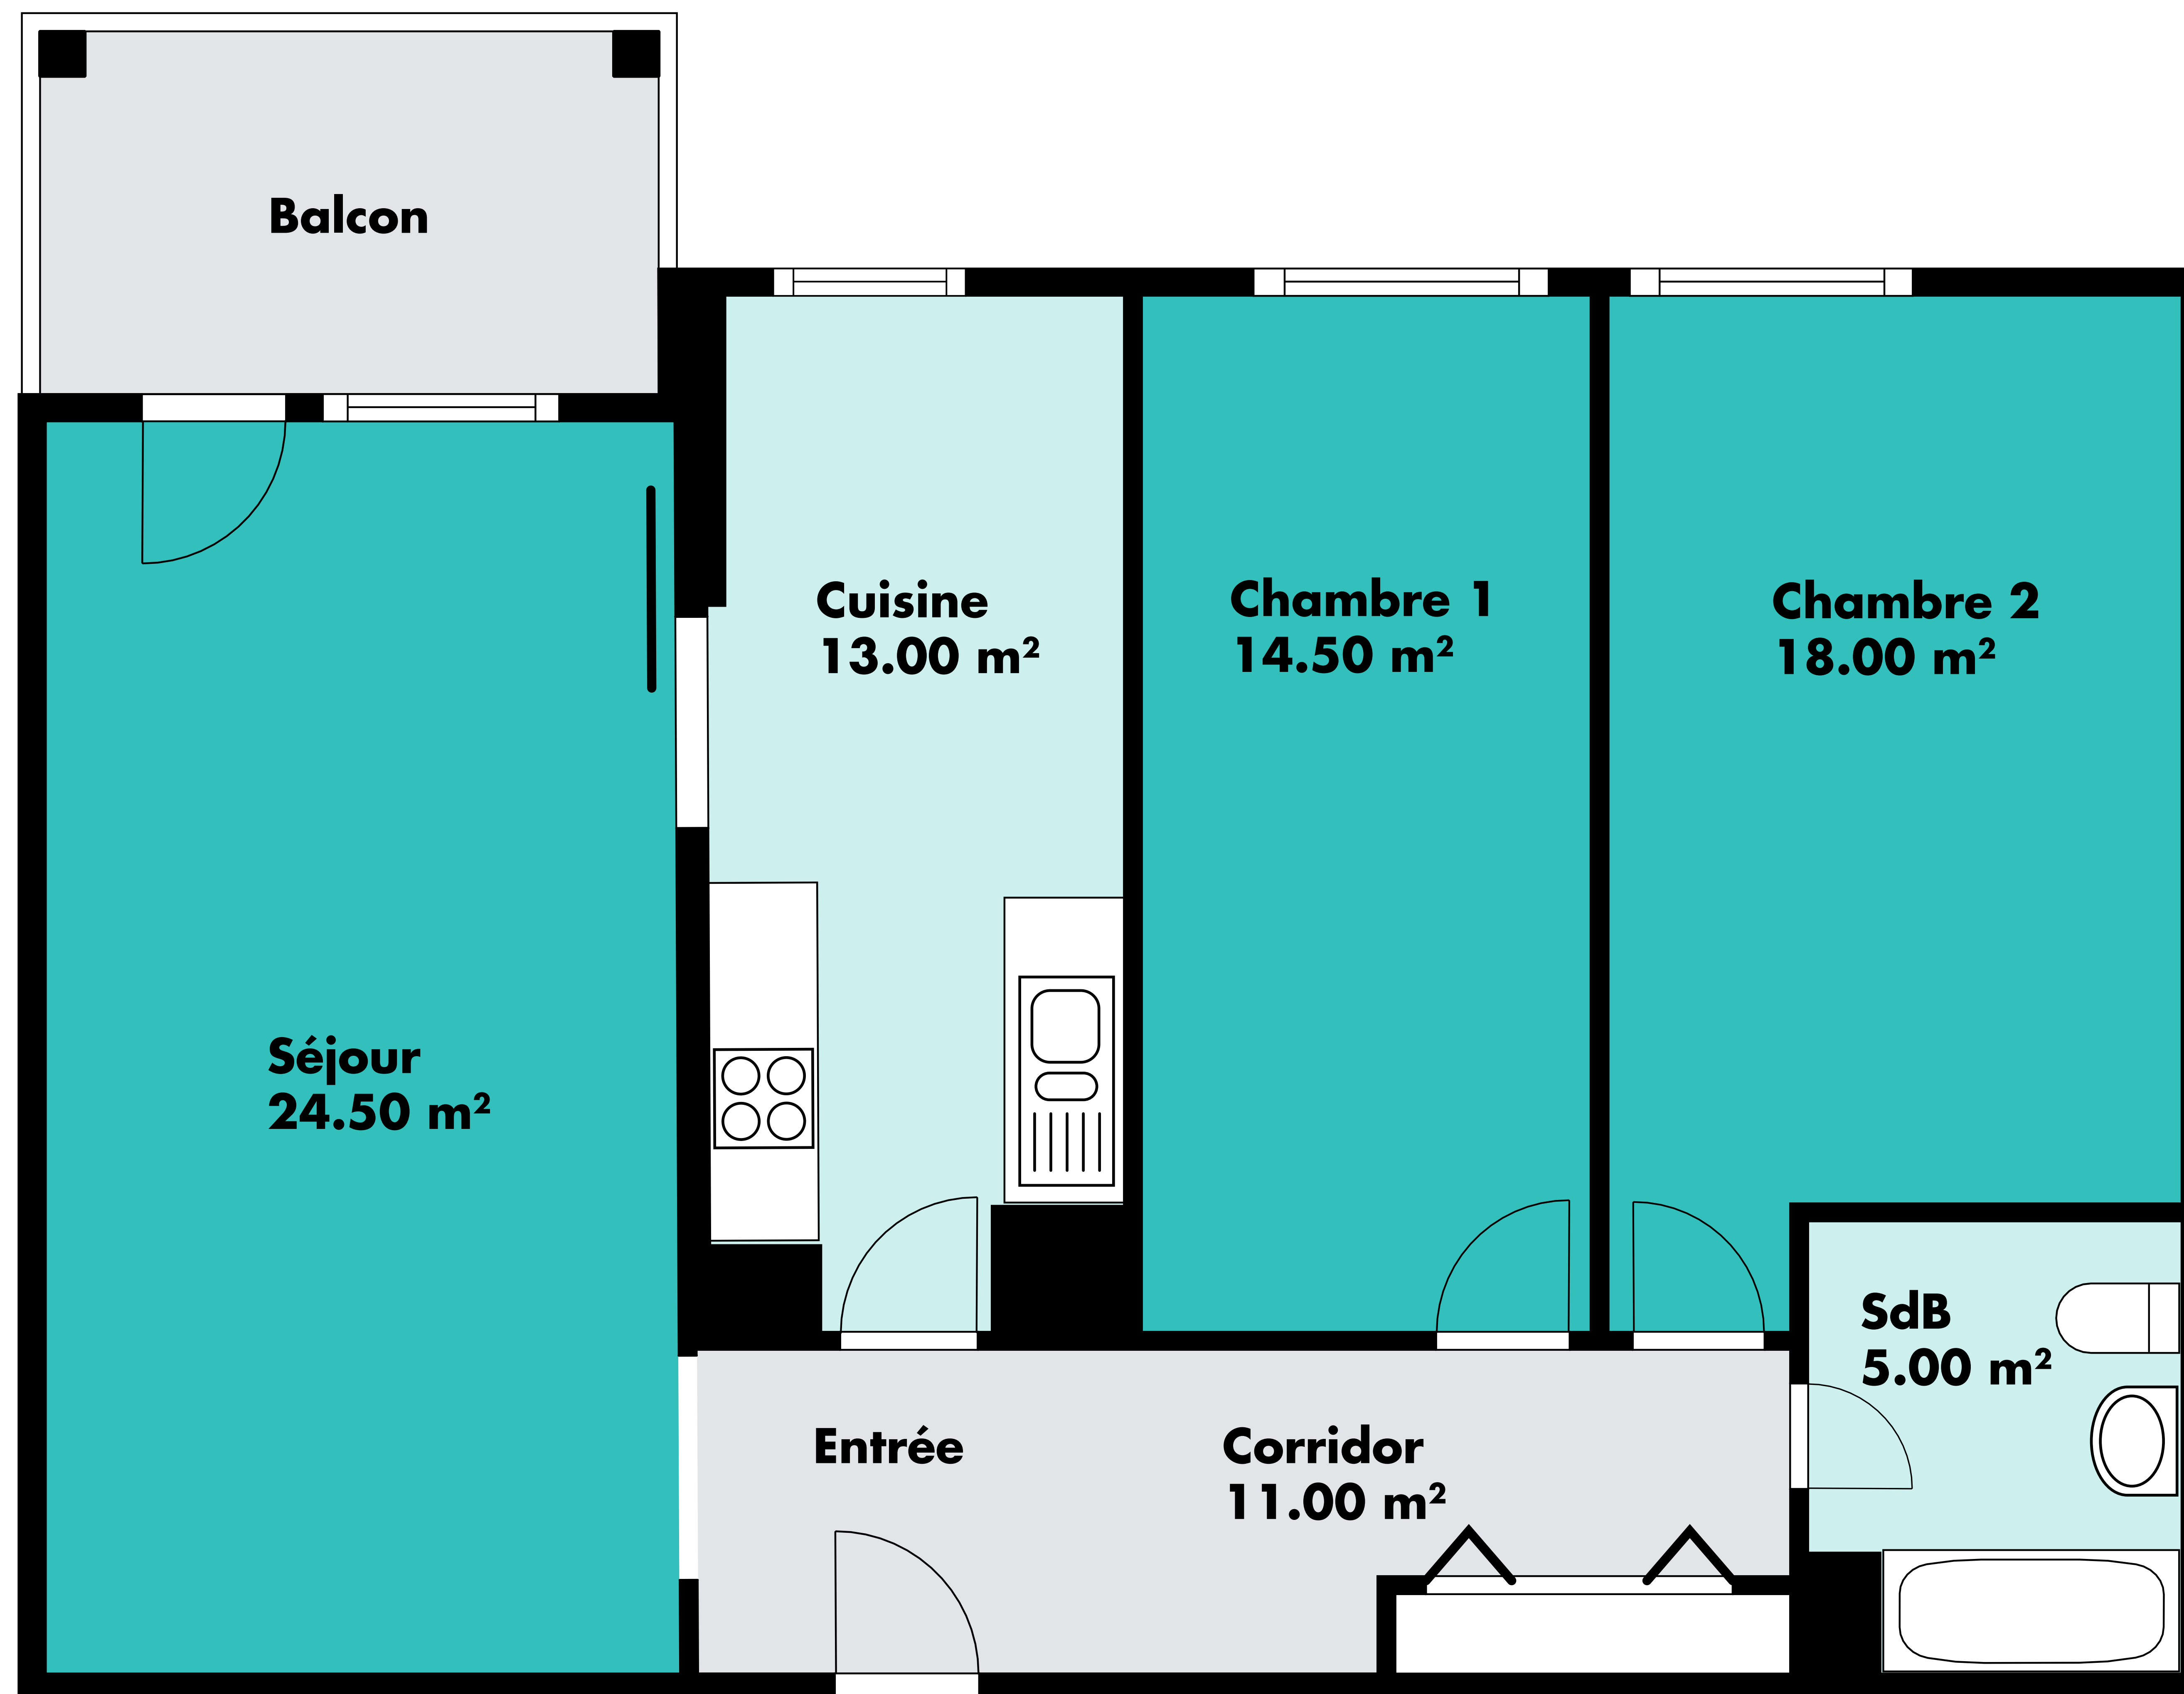 Balcon
Cuisine
13.00 m²
Chambre 1
14.50 m²
Chambre 2
18.00 m²
Séjour
24.50 m²
SdB
5.00 m²
Entrée
Corridor
11.00 m²